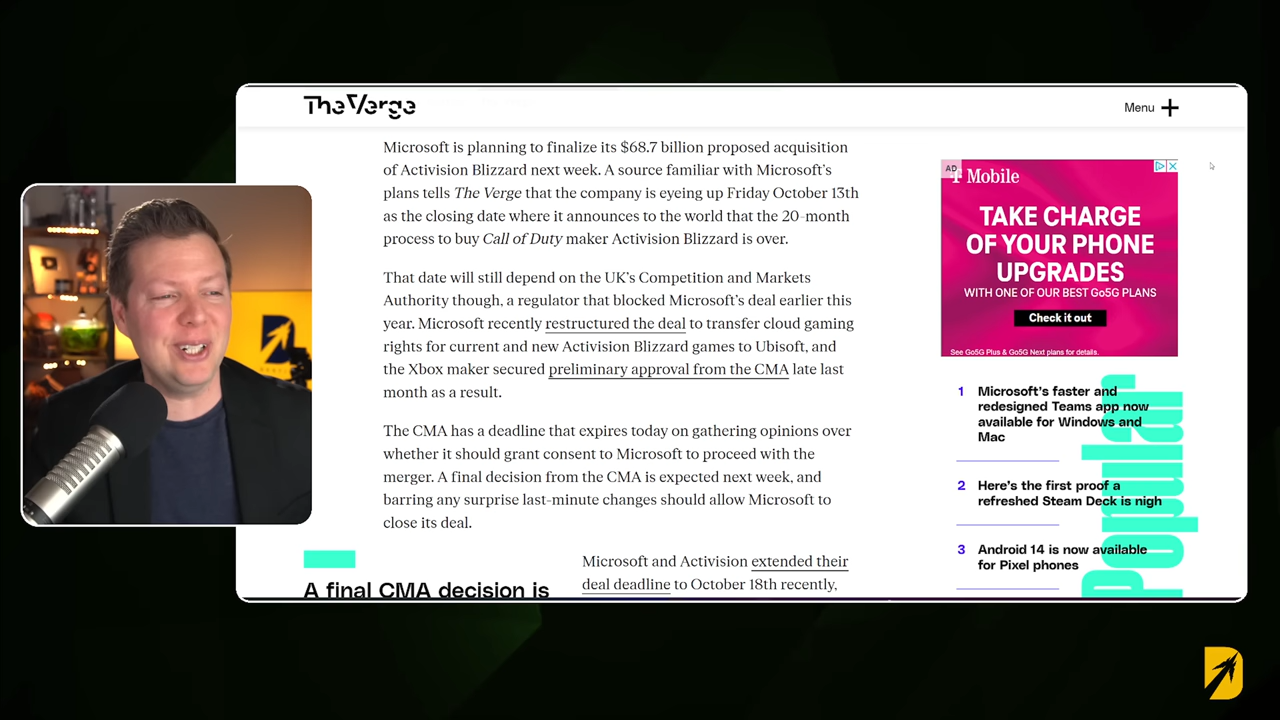 The Verge
Menu
Microsoft is planning to finalize its $68.7 billion proposed acquisition
of Activision Blizzard next week. A source familiar with Microsoft's
plans tells The Verge that the company is eyeing up Friday October 13th
as the closing date where it announces to the world that the 20-month
process to buy Call of Duty maker Activision Blizzard is over.
That date will still depend on the UK's Competition and Markets
Authority though, a regulator that blocked Microsoft's deal earlier this
year. Microsoft recently restructured the deal to transfer cloud gaming
rights for current and new Activision Blizzard games to Ubisoft, and
the Xbox maker secured preliminary approval from the CMA late last
month as a result.
The CMA has a deadline that expires today on gathering opinions over
whether it should grant consent to Microsoft to proceed with the
merger. A final decision from the CMA is expected next week, and
barring any surprise last-minute changes should allow Microsoft to
close its deal.
A final CMA decision is
Microsoft and Activision extended their
deal deadline to October 18th recently,
AD
T Mobile
TAKE CHARGE
OF YOUR PHONE
UPGRADES
WITH ONE OF OUR BEST Go5G PLANS
Check it out
See Go5G Plus & Go5G Next plans for details.
Popular
1 Microsoft's faster and
redesigned Teams app now
available for Windows and
Mac
2 Here's the first proof a
refreshed Steam Deck is nigh
3 Android 14 is now available
for Pixel phones
D